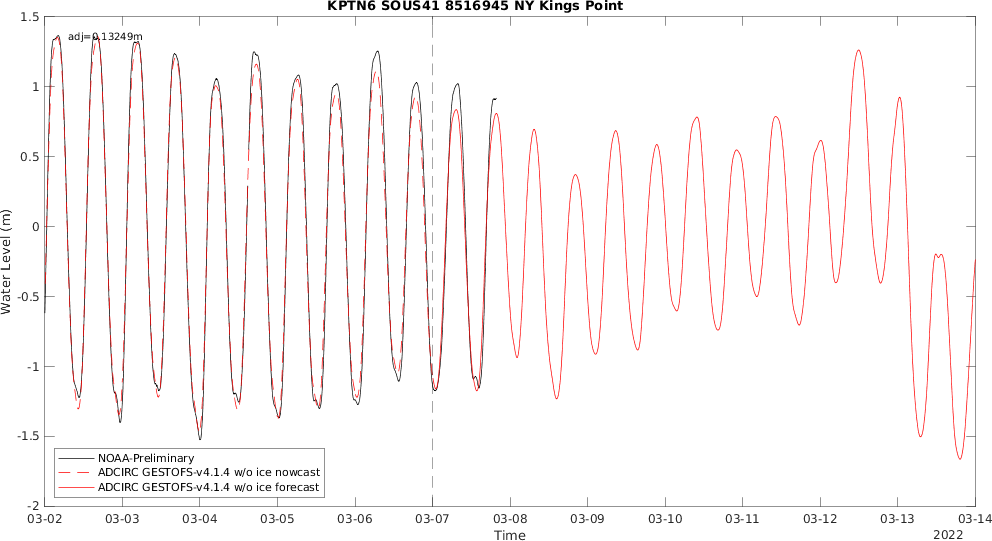 KPTN6 SOUS41 8516945 NY Kings Point
adj=0.13249m
1.5
1
0.5
0
-0.5
-1
-1.5
-2
Water Level (m)
NOAA-Preliminary
ADCIRC GESTOFS-v4.1.4 w/o ice nowcast
ADCIRC GESTOFS-v4.1.4 w/o ice forecast
03-02 03-03 03-04 03-05 03-06 03-07 03-08 03-09 03-10 03-11 03-12 03-13 03-14
Time
2022